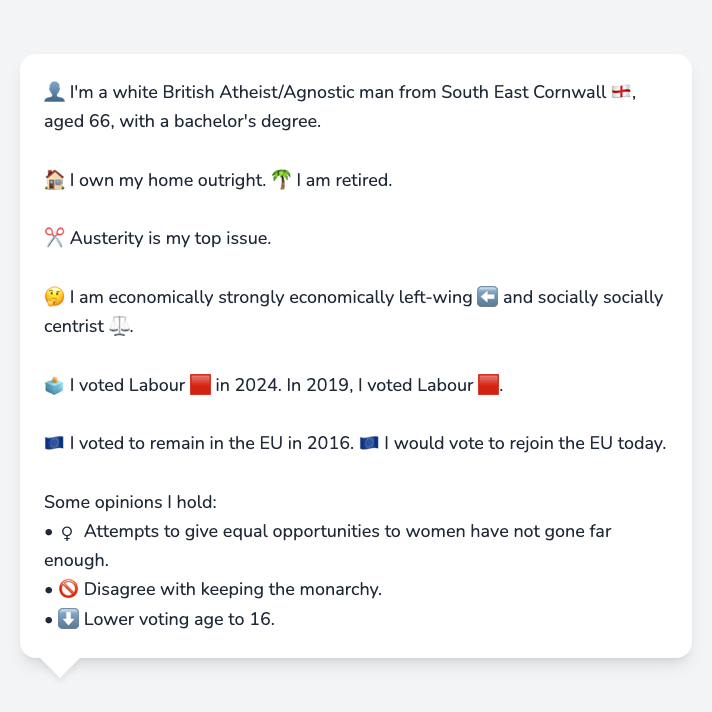 👤 I'm a white British Atheist/Agnostic man from South East Cornwall 🏴󠁧󠁢󠁥󠁮󠁧󠁿,
aged 66, with a bachelor's degree.
🏠 I own my home outright. 🌴 I am retired.
✂️ Austerity is my top issue.
🤔 I am economically strongly economically left-wing ⬅️ and socially socially
centrist ⚖️.
🗳️ I voted Labour 🟥 in 2024. In 2019, I voted Labour 🟥.
🇪🇺 I voted to remain in the EU in 2016. 🇪🇺 I would vote to rejoin the EU today.
Some opinions I hold:
• ♀ Attempts to give equal opportunities to women have not gone far
enough.
• 🚫 Disagree with keeping the monarchy.
• ⬇️ Lower voting age to 16.